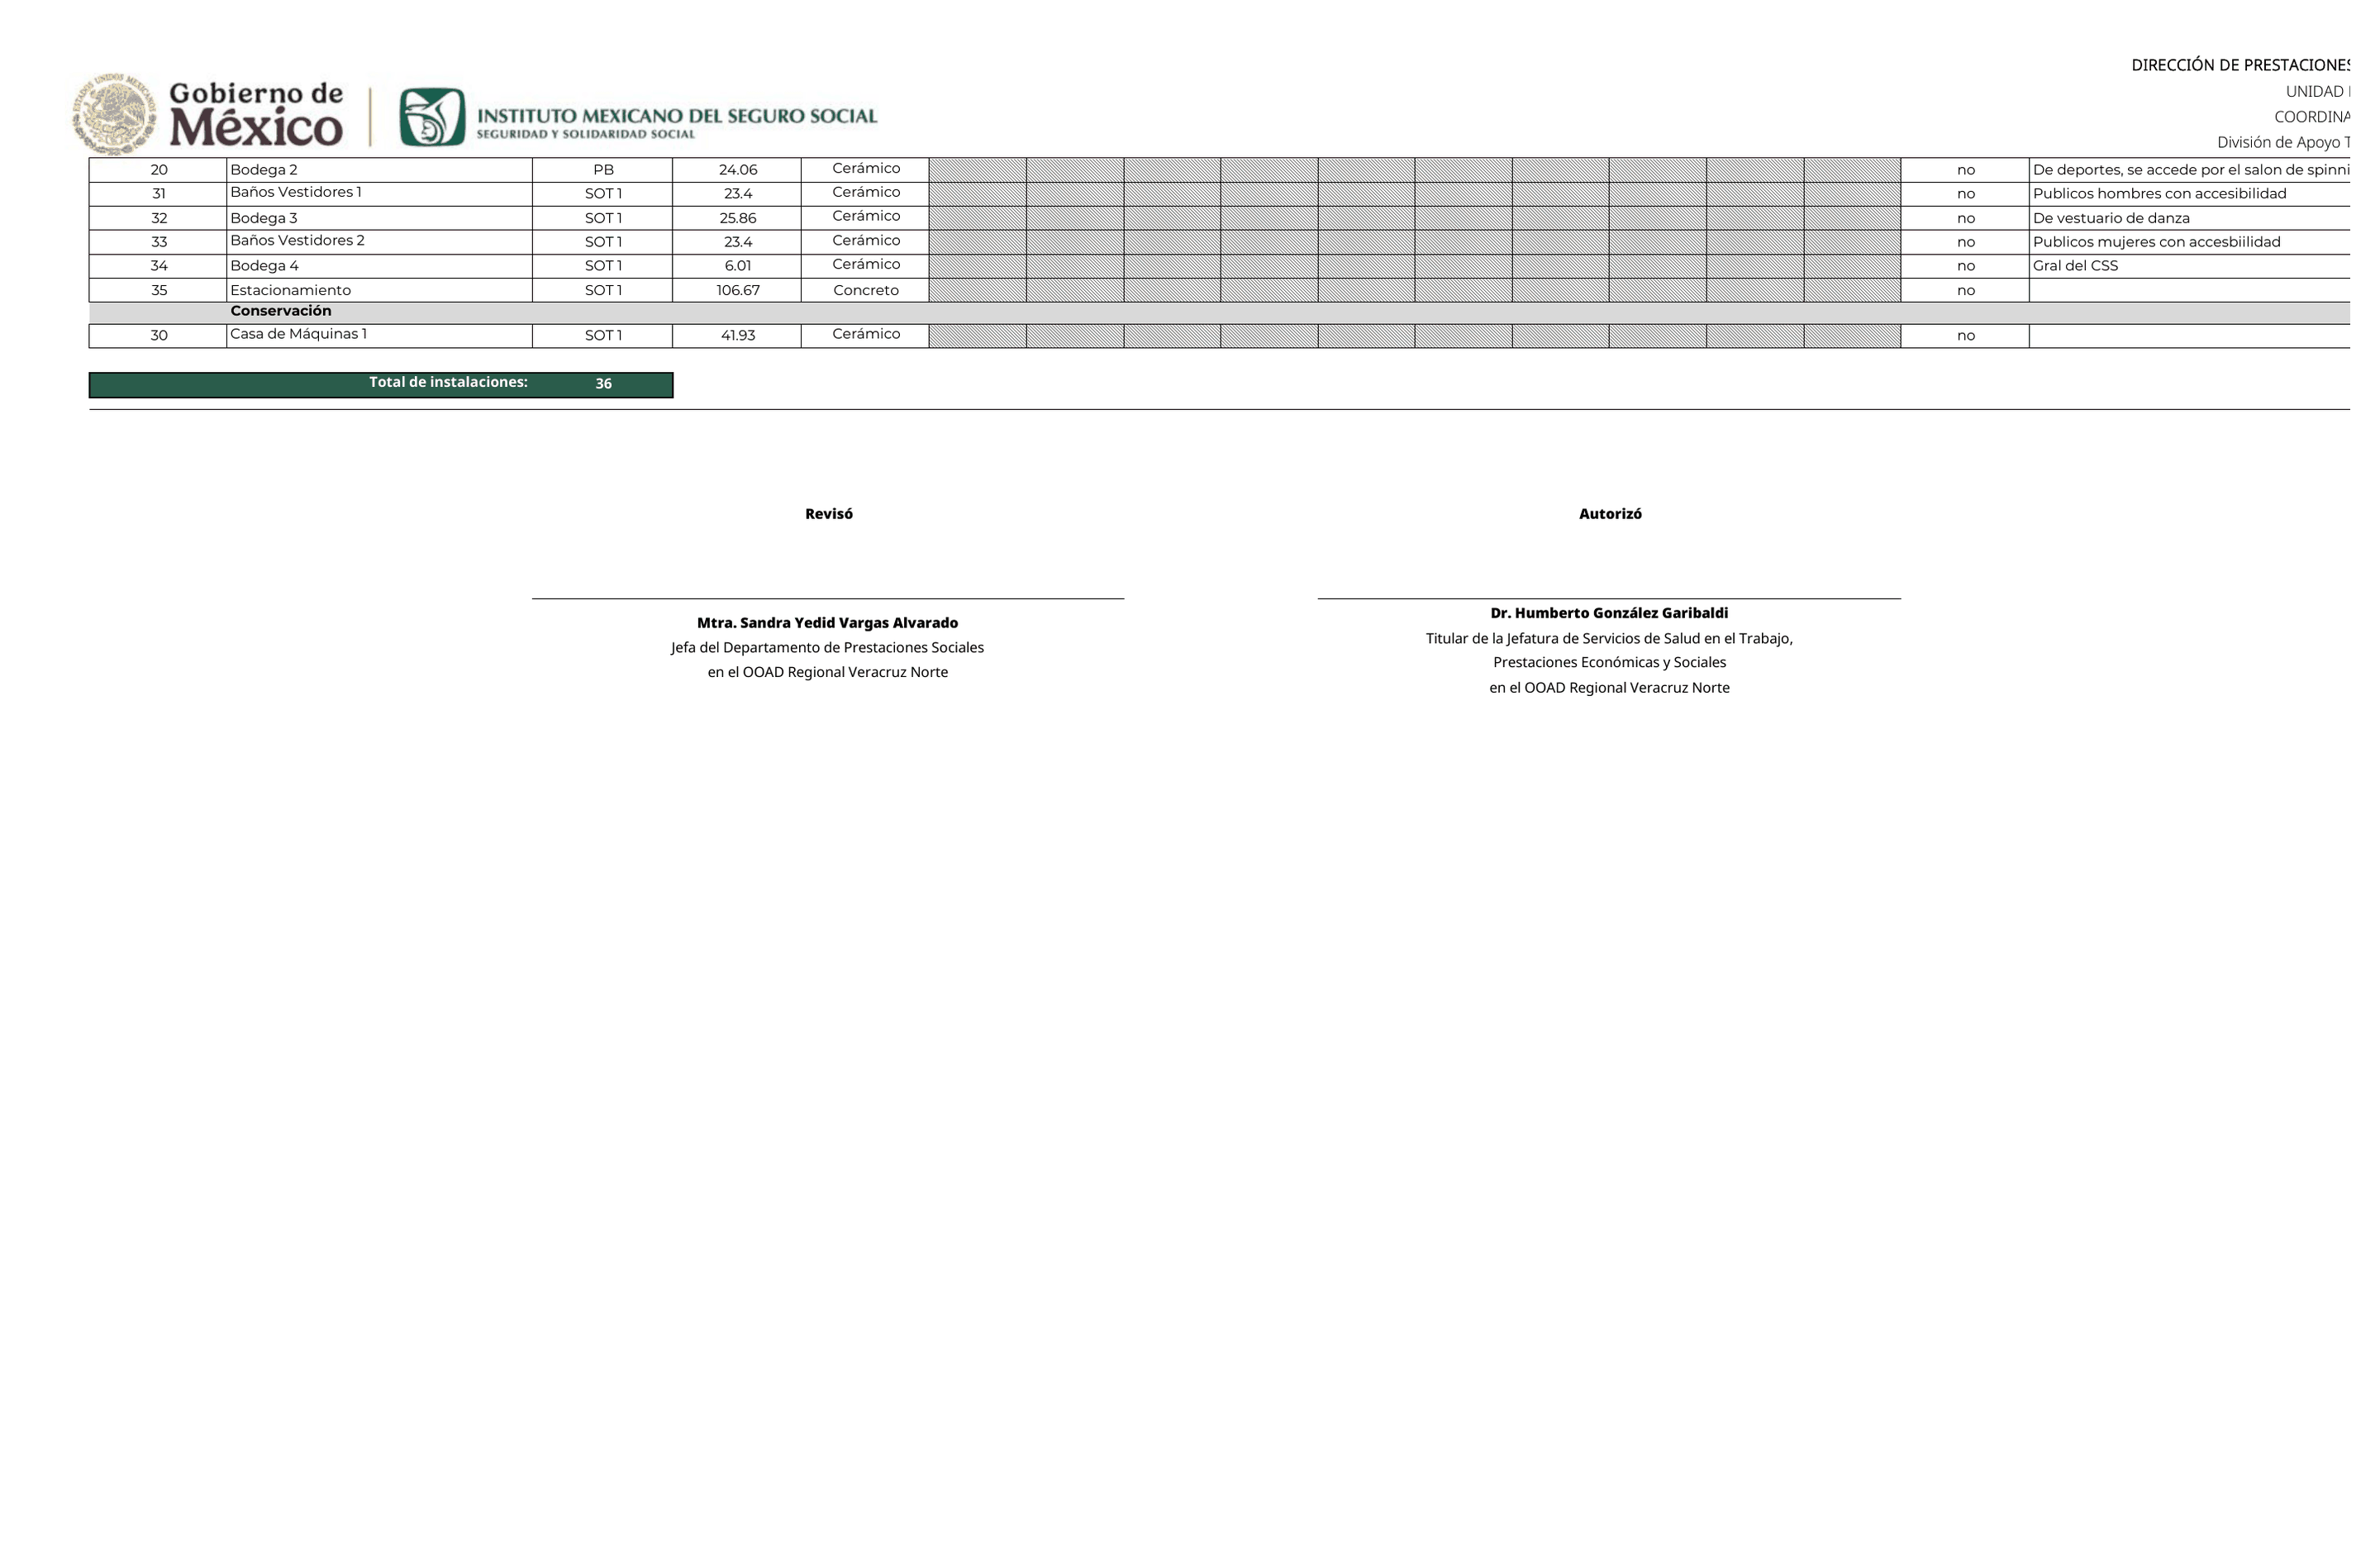 Gobierno de
México
INSTITUTO MEXICANO DEL SEGURO SOCIAL
SEGURIDAD Y SOLIDARIDAD SOCIAL
DIRECCIÓN DE PRESTACIONES
UNIDAD
COORDINA
División de Apoyo T
20 Bodega 2 PB 24.06 Cerámico no De deportes, se accede por el salon de spinni
31 Baños Vestidores 1 SOT 1 23.4 Cerámico no Publicos hombres con accesibilidad
32 Bodega 3 SOT 1 25.86 Cerámico no De vestuario de danza
33 Baños Vestidores 2 SOT 1 23.4 Cerámico no Publicos mujeres con accesbiilidad
34 Bodega 4 SOT 1 6.01 Cerámico no Gral del CSS
35 Estacionamiento SOT 1 106.67 Concreto no
Conservación
30 Casa de Máquinas 1 SOT 1 41.93 Cerámico no
Total de instalaciones: 36
Revisó
Autorizó
Mtra. Sandra Yedid Vargas Alvarado
Jefa del Departamento de Prestaciones Sociales
en el OOAD Regional Veracruz Norte
Dr. Humberto González Garibaldi
Titular de la Jefatura de Servicios de Salud en el Trabajo,
Prestaciones Económicas y Sociales
en el OOAD Regional Veracruz Norte